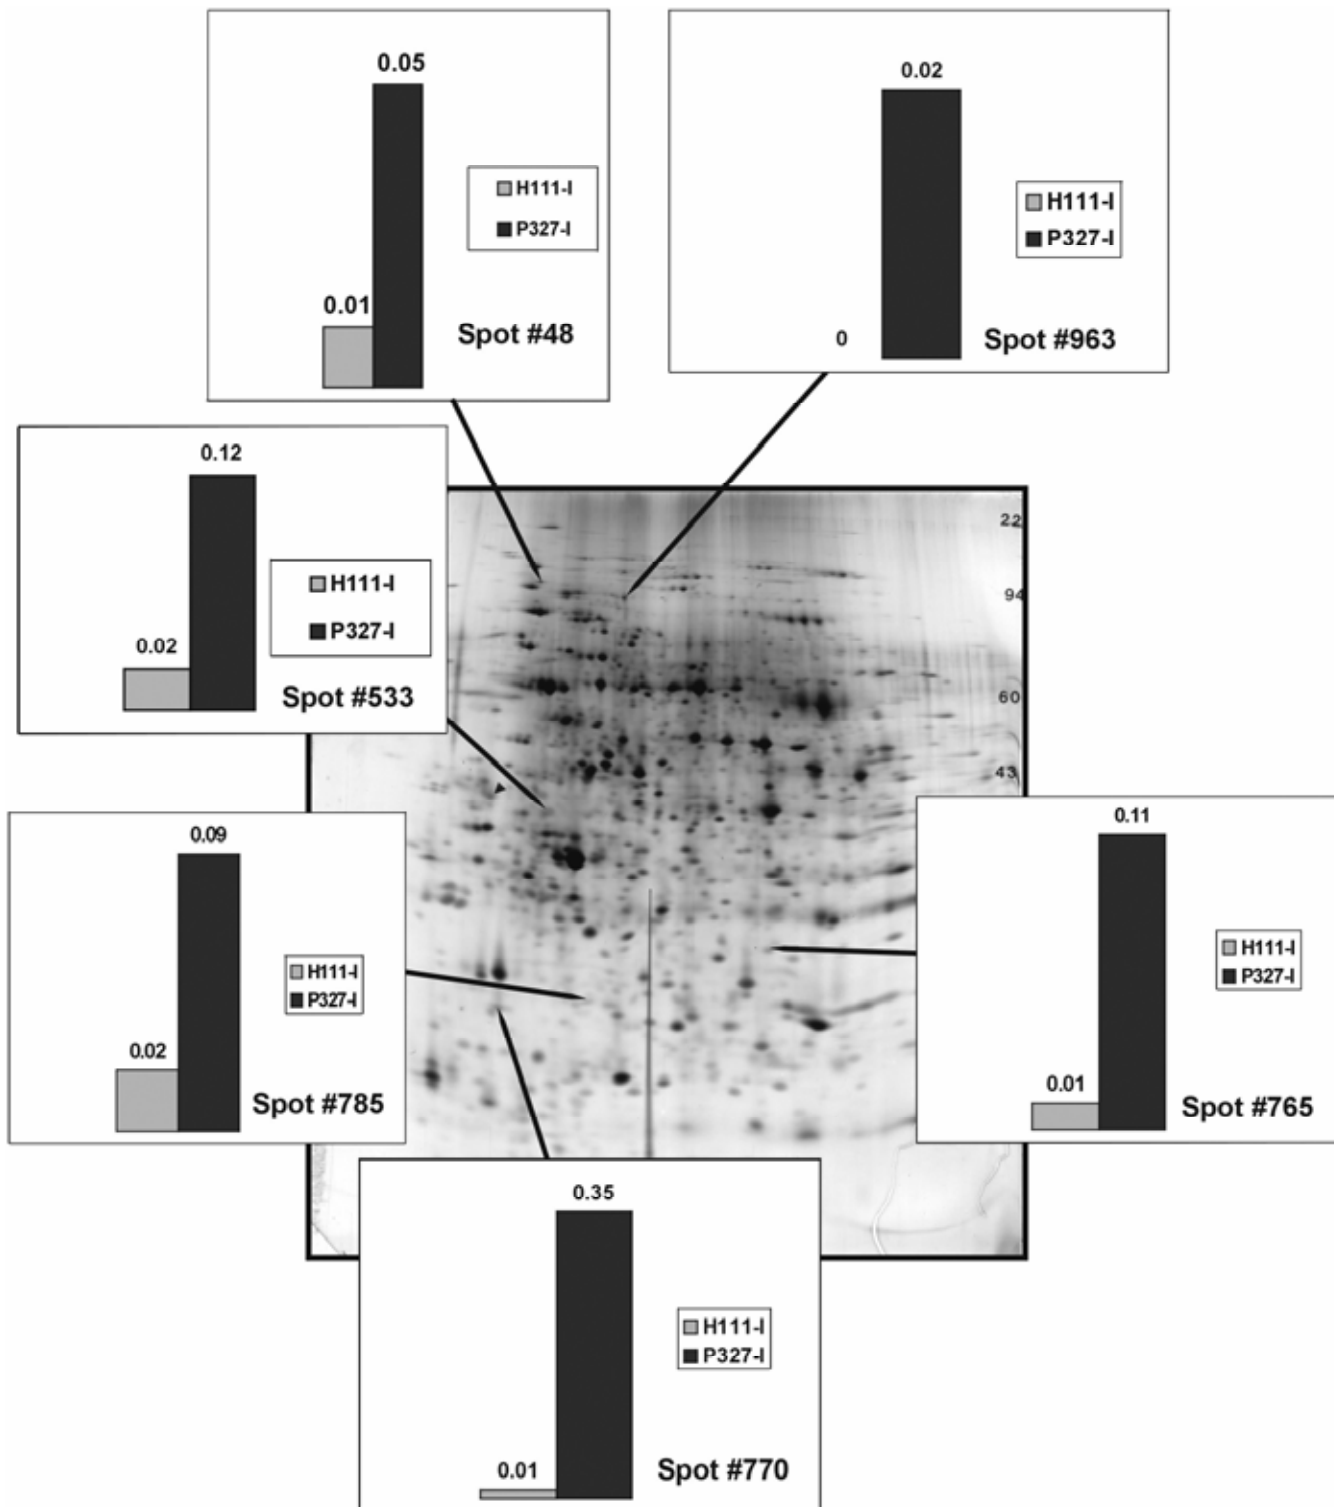 0.05
H111-I
P327-I
0.01
Spot #48
0.02
H111-I
P327-I
0
Spot #963
0.12
H111-I
P327-I
0.02
Spot #533
22
94
60
43
0.09
H111-I
P327-I
0.02
Spot #785
0.11
H111-I
P327-I
0.01
Spot #765
0.35
H111-I
P327-I
0.01
Spot #770